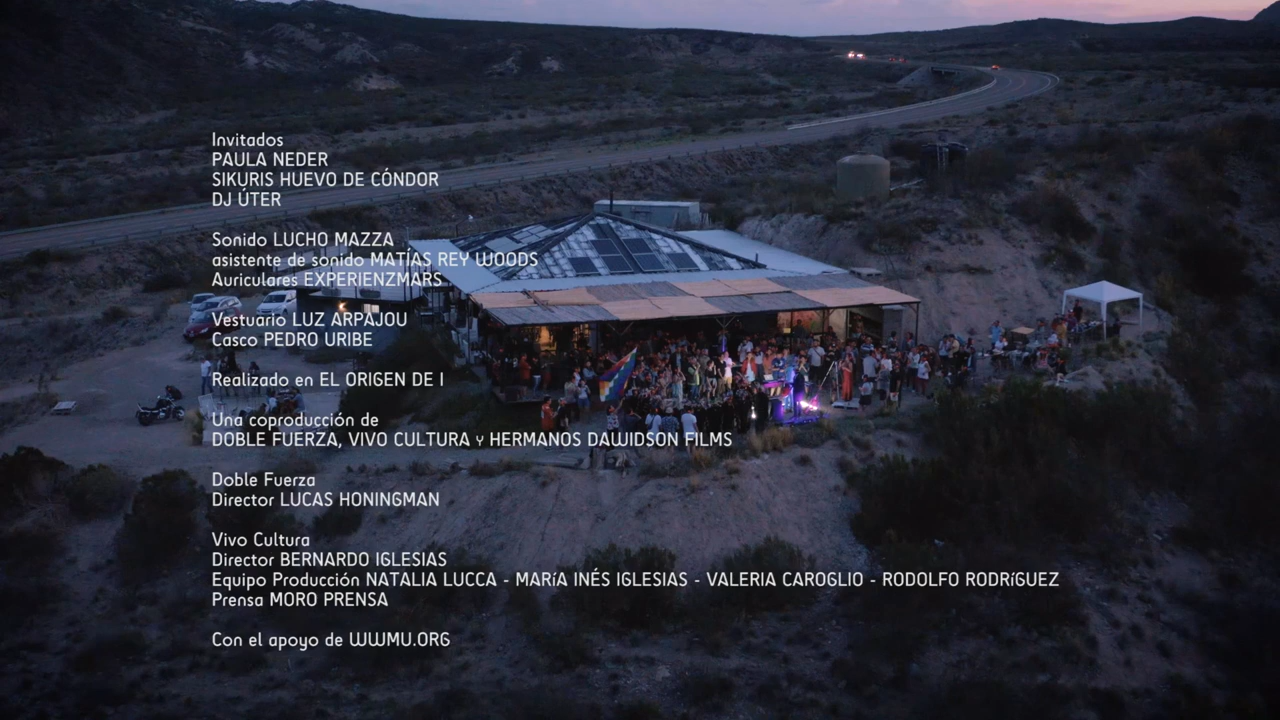 Invitados
PAULA NEDER
SIKURIS HUEVO DE CÓNDOR
DJ ÚTER
Sonido LUCHO MAZZA
asistente de sonido MATÍAS REY WOODS
Auriculares EXPERIENZMARS
Vestuario LUZ ARPAJOU
Casco PEDRO URIBE
Realizado en EL ORIGEN DE I
Una coproducción de
DOBLE FUERZA, VIVO CULTURA y HERMANOS DAWIDSON FILMS
Doble Fuerza
Director LUCAS HONINGMAN
Vivo Cultura
Director BERNARDO IGLESIAS
Equipo Producción NATALIA LUCCA - MARíA INÉS IGLESIAS - VALERIA CAROGLIO - RODOLFO RODRíGUEZ
Prensa MORO PRENSA
Con el apoyo de WWMU.ORG